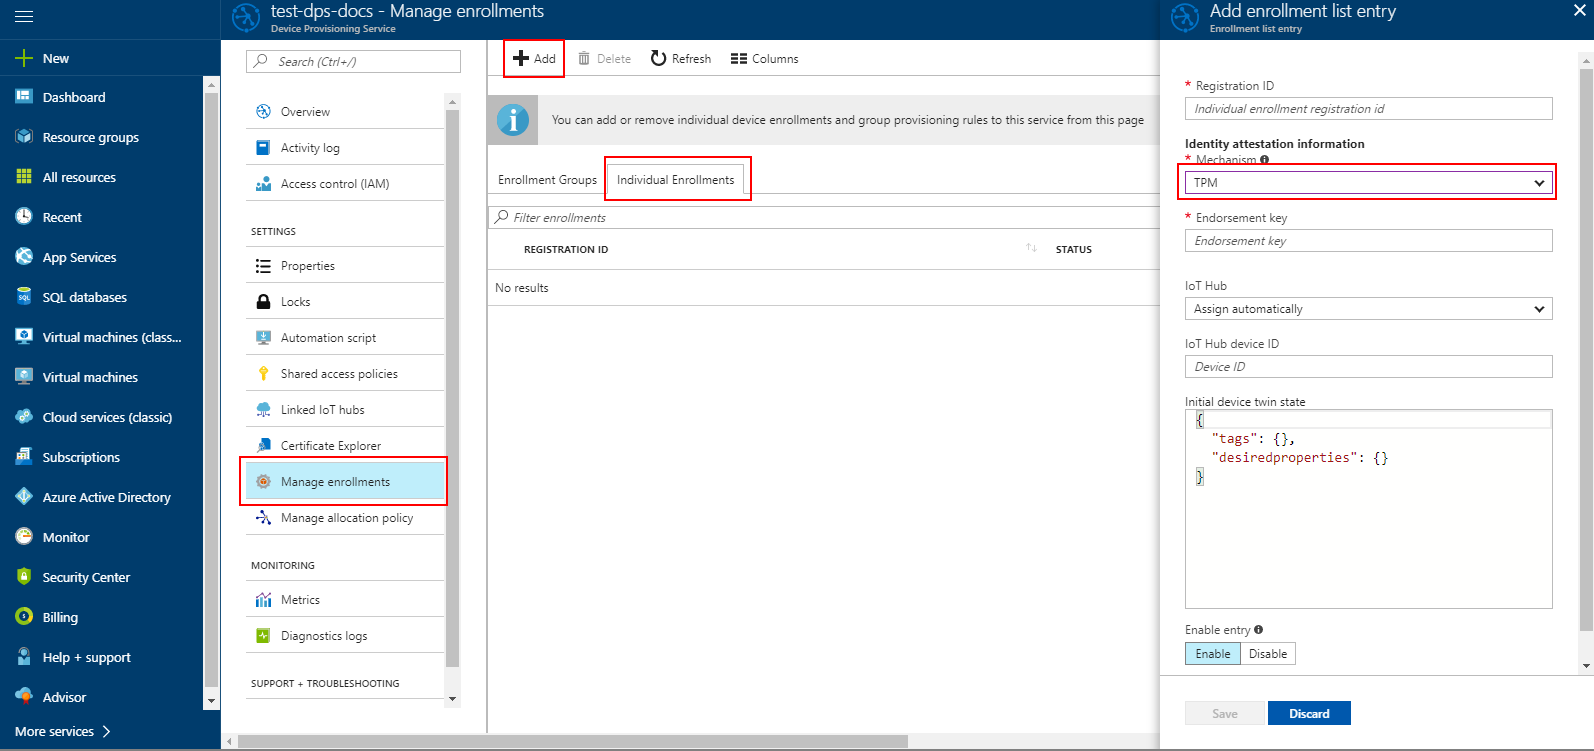 New
Dashboard
Resource groups
All resources
Recent
App Services
SQL databases
Virtual machines (class...
Virtual machines
Cloud services (classic)
Subscriptions
Azure Active Directory
Monitor
Security Center
Billing
Help + support
Advisor
More services
test-dps-docs - Manage enrollments
Device Provisioning Service
Search (Ctrl+/)
Overview
Activity log
Access control (IAM)
SETTINGS
Properties
Locks
Automation script
Shared access policies
Linked IoT hubs
Certificate Explorer
Manage enrollments
Manage allocation policy
MONITORING
Metrics
Diagnostics logs
SUPPORT + TROUBLESHOOTING
Add Delete Refresh Columns
You can add or remove individual device enrollments and group provisioning rules to this service from this page
Enrollment Groups Individual Enrollments
Filter enrollments
REGISTRATION ID STATUS
No results
Add enrollment list entry
Enrollment list entry
* Registration ID
Individual enrollment registration id
Identity attestation information
* Mechanism
TPM
* Endorsement key
Endorsement key
IoT Hub
Assign automatically
IoT Hub device ID
Device ID
Initial device twin state
{
"tags": {},
"desiredproperties": {}
}
Enable entry
Enable Disable
Save Discard